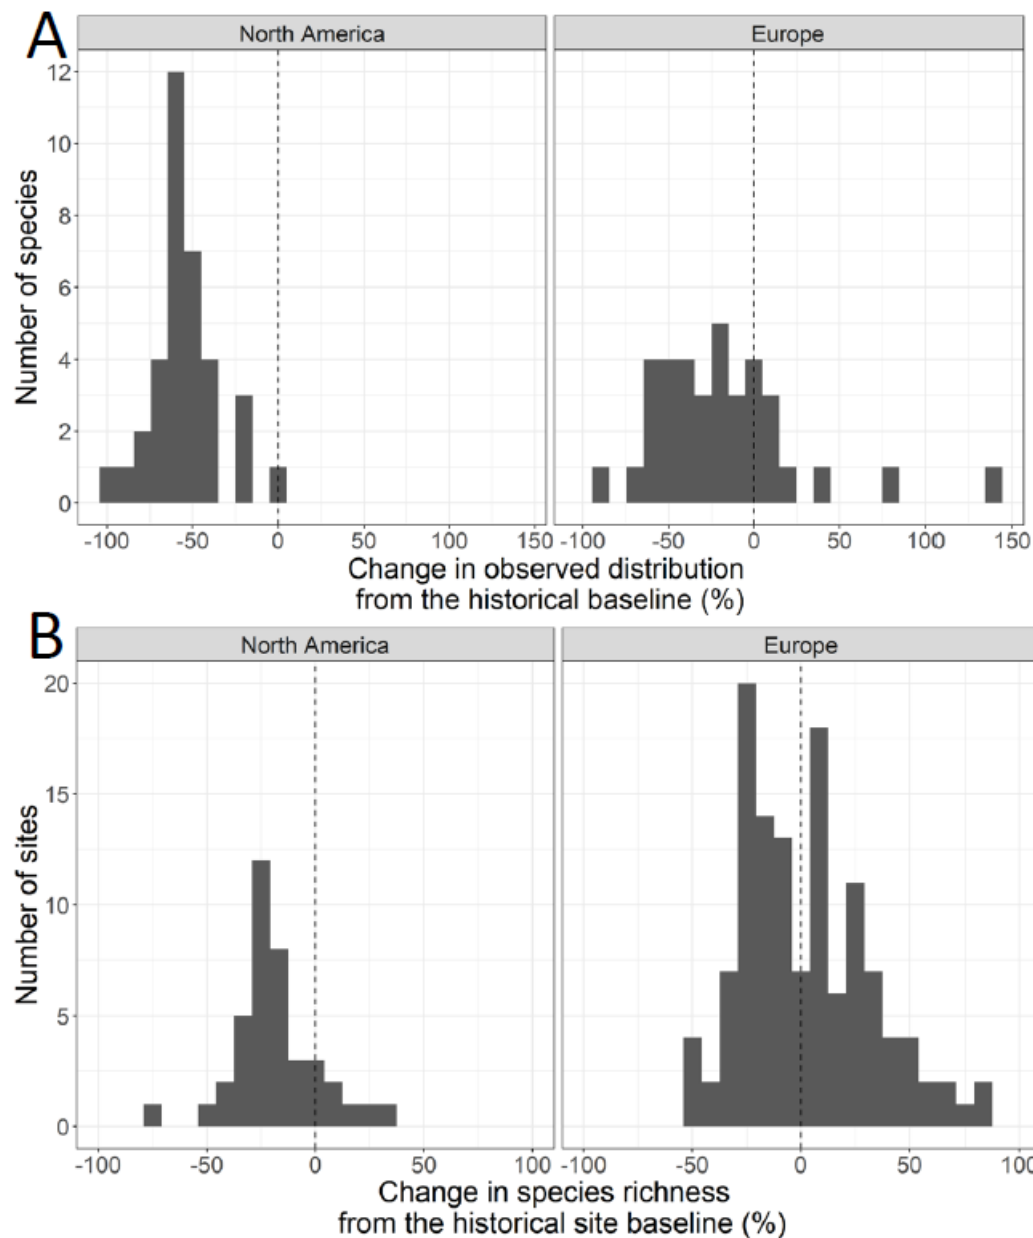 A
North America
Europe
Number of species
12
10
8
6
4
2
0
-100 -50 0 50 100 150
-100 -50 0 50 100 150
Change in observed distribution
from the historical baseline (%)
B
North America
Europe
Number of sites
20
15
10
5
0
-100 -50 0 50 100
-100 -50 0 50 100
Change in species richness
from the historical site baseline (%)